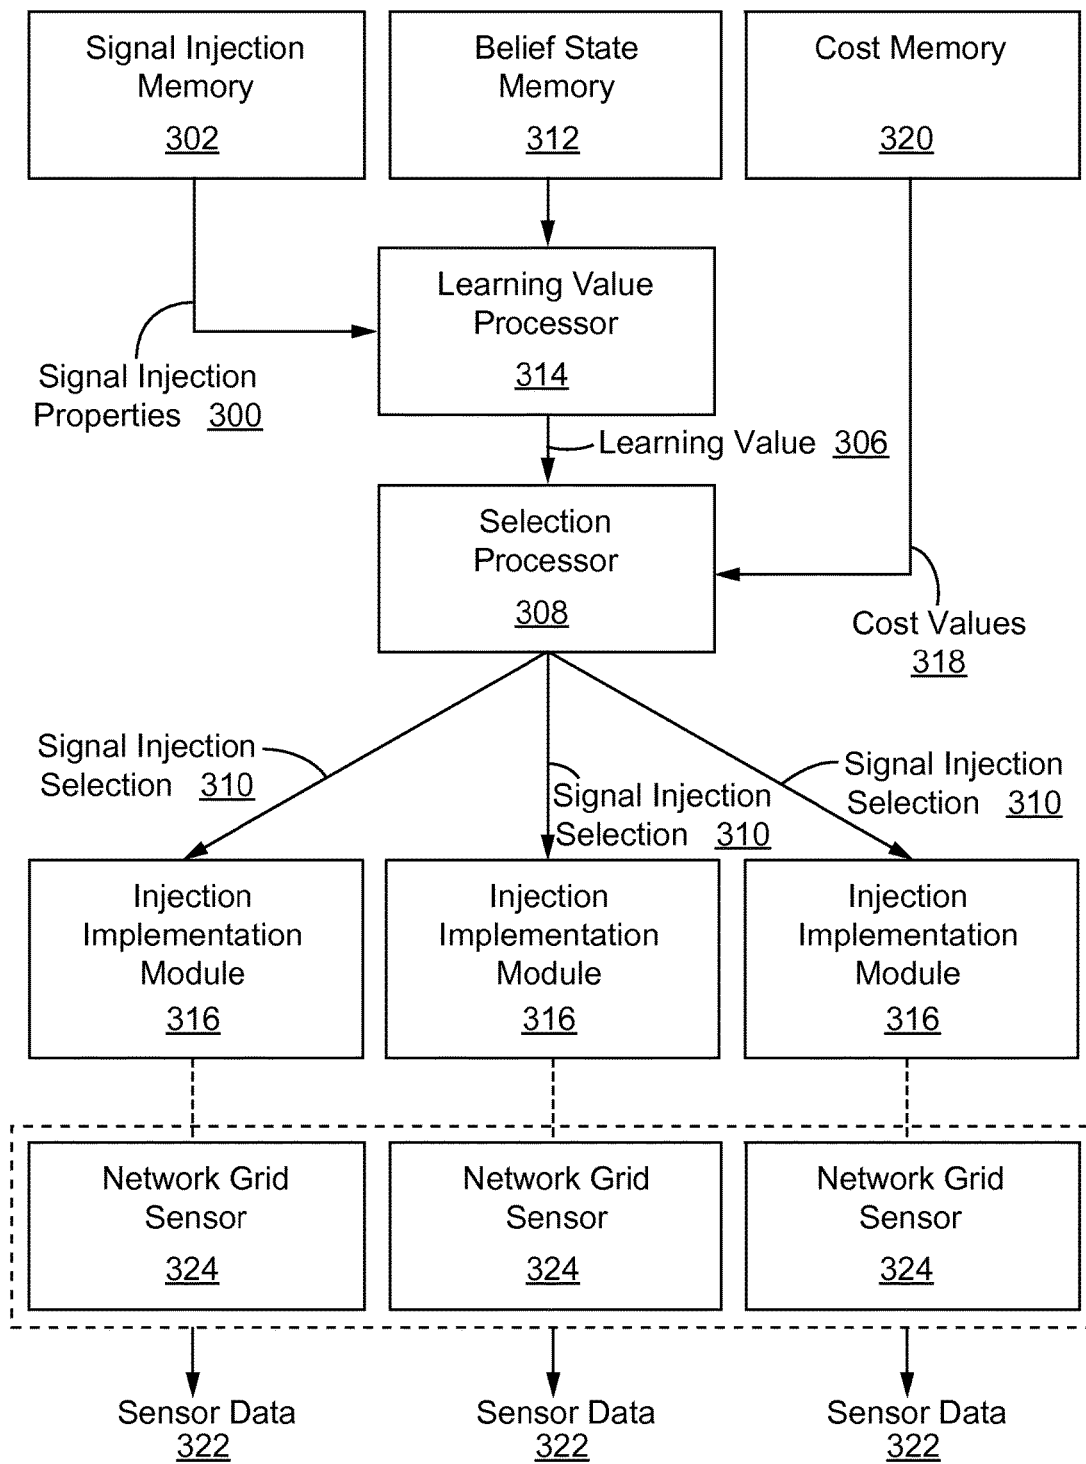 Signal Injection
Memory
302
Belief State
Memory
312
Cost Memory
320
Learning Value
Processor
314
Signal Injection
Properties 300
Learning Value 306
Selection
Processor
308
Cost Values
318
Signal Injection
Selection 310
Signal Injection
Selection 310
Signal Injection
Selection 310
Injection
Implementation
Module
316
Injection
Implementation
Module
316
Injection
Implementation
Module
316
Network Grid
Sensor
324
Network Grid
Sensor
324
Network Grid
Sensor
324
Sensor Data
322
Sensor Data
322
Sensor Data
322